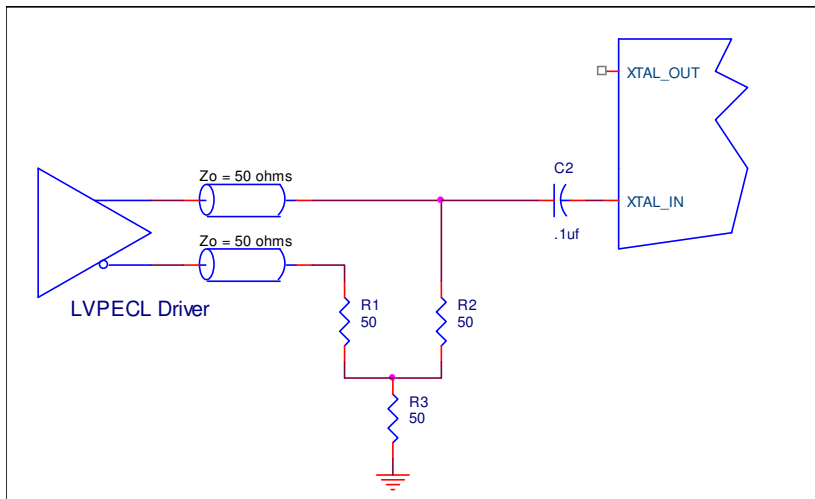 XTAL_OUT
C2
Zo = 50 ohms
XTAL_IN
.1uf
Zo = 50 ohms
LVPECL Driver
R1
50
R2
50
R3
50